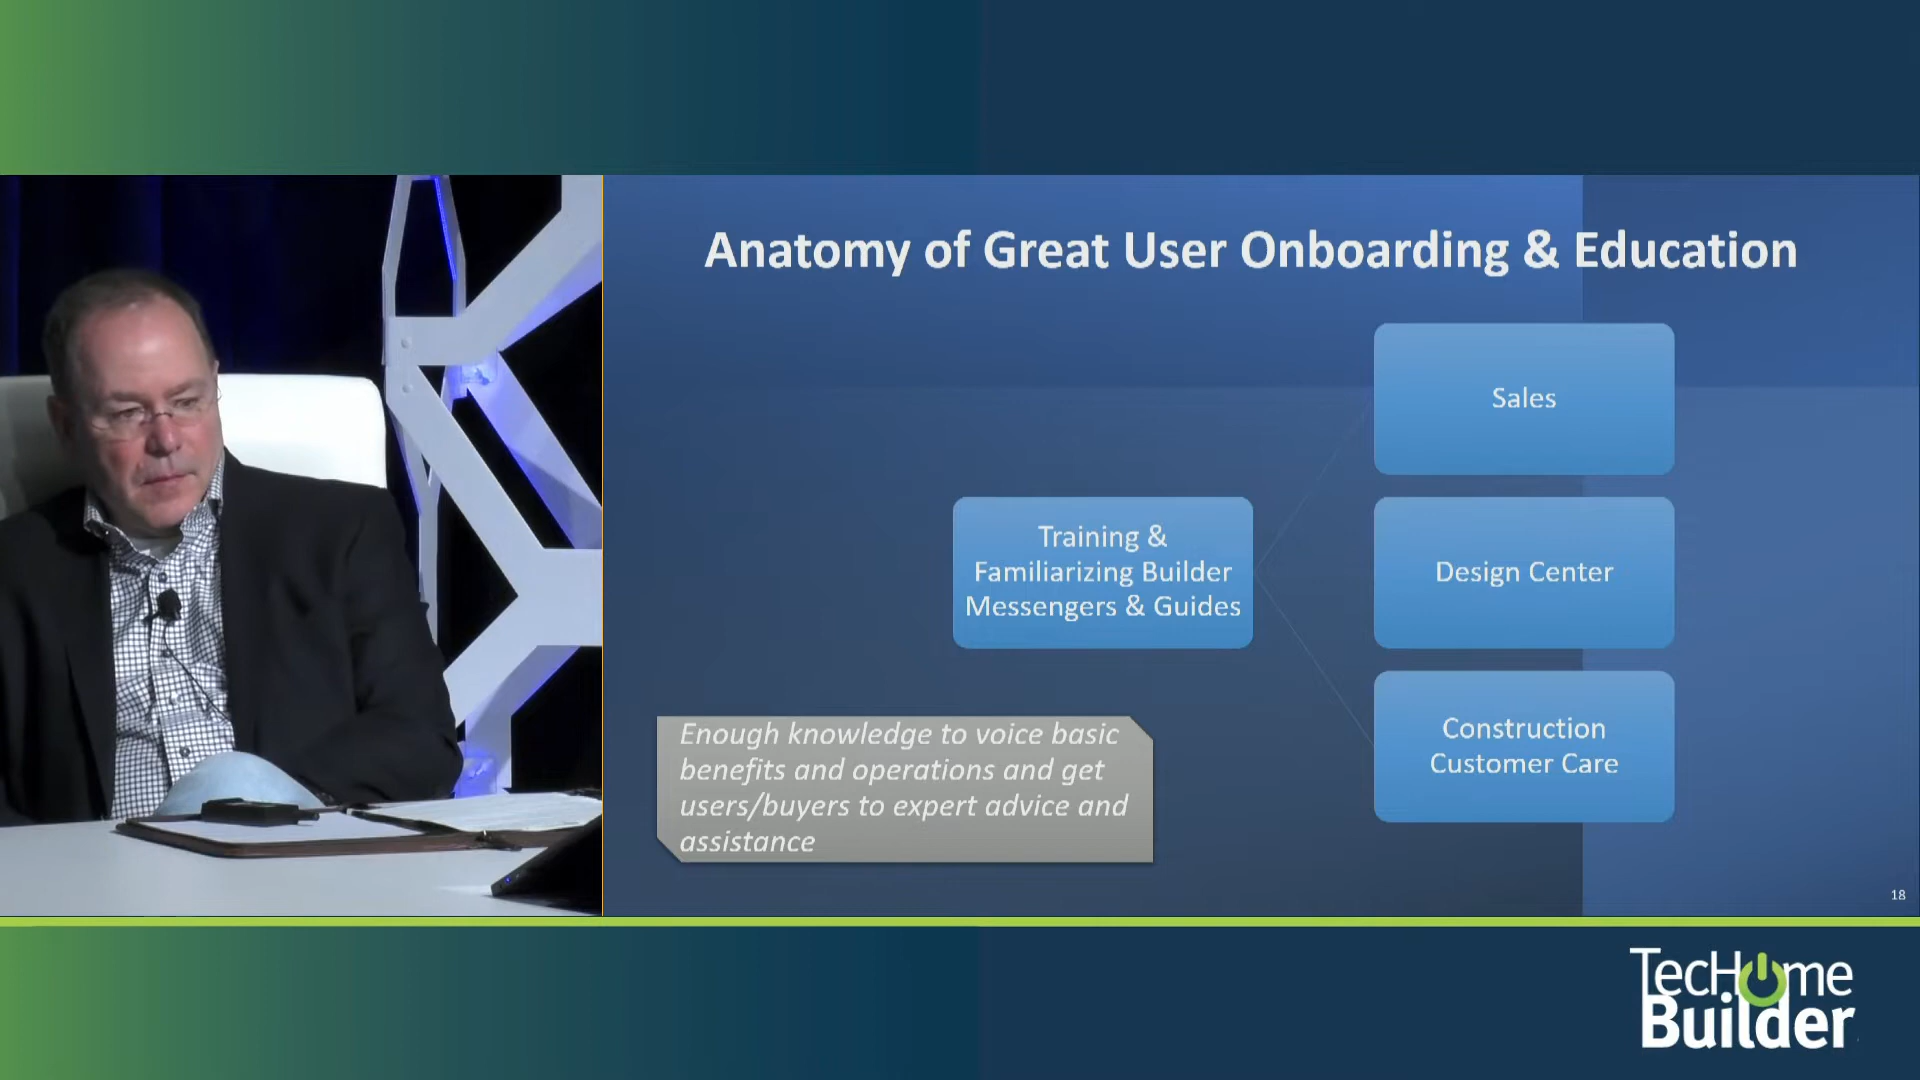 Anatomy of Great User Onboarding & Education
Sales
Training &
Familiarizing Builder
Messengers & Guides
Design Center
Construction
Customer Care
Enough knowledge to voice basic
benefits and operations and get
users/buyers to expert advice and
assistance
18
TecHome
Builder